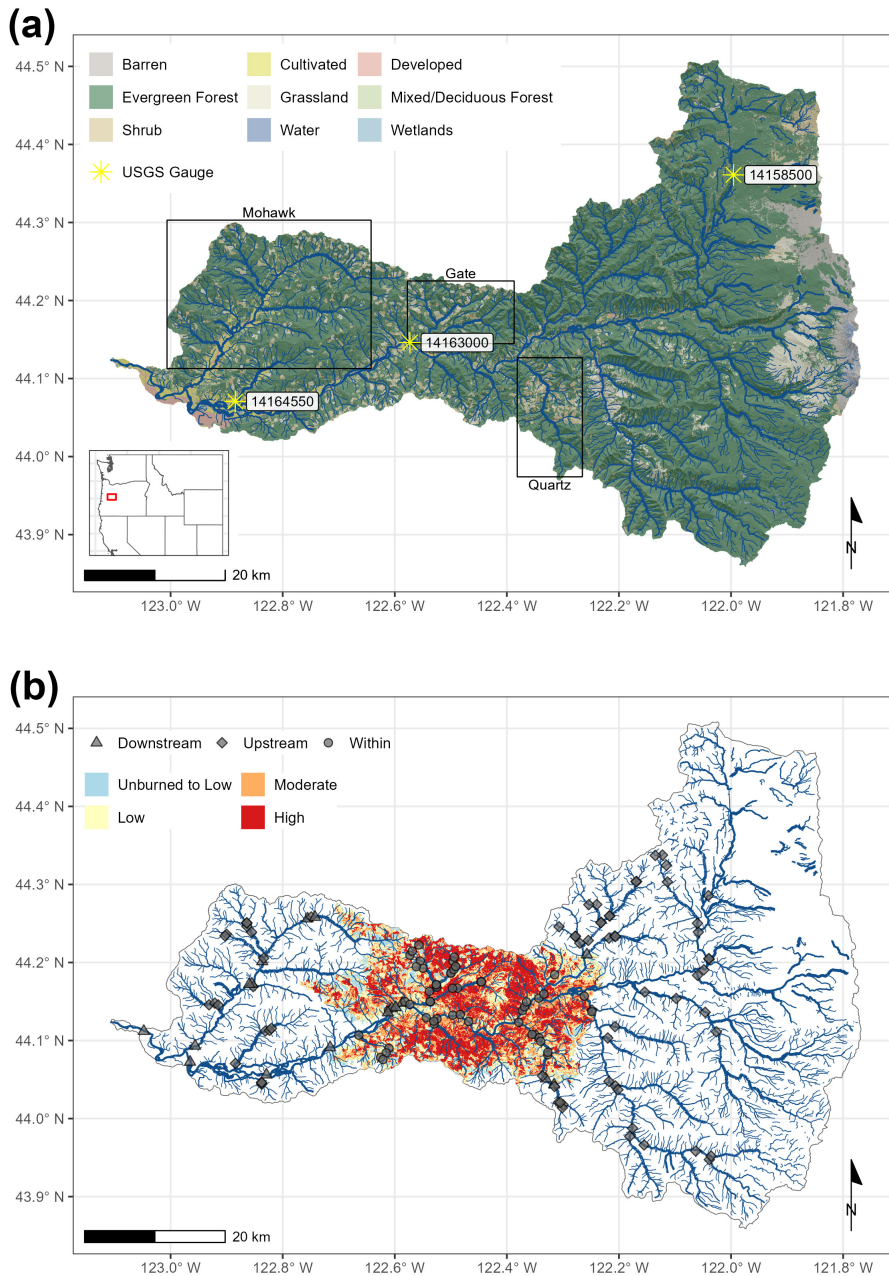 (a)
Barren
Cultivated
Developed
Evergreen Forest
Grassland
Mixed/Deciduous Forest
Shrub
Water
Wetlands
USGS Gauge
44.5° N
44.4° N
44.3° N
44.2° N
44.1° N
44.0° N
43.9° N
14158500
Mohawk
Gate
14163000
14164550
Quartz
20 km
N
123.0° W
122.8° W
122.6° W
122.4° W
122.2° W
122.0° W
121.8° W
(b)
Downstream
Upstream
Within
Unburned to Low
Moderate
Low
High
44.5° N
44.4° N
44.3° N
44.2° N
44.1° N
44.0° N
43.9° N
20 km
N
123.0° W
122.8° W
122.6° W
122.4° W
122.2° W
122.0° W
121.8° W